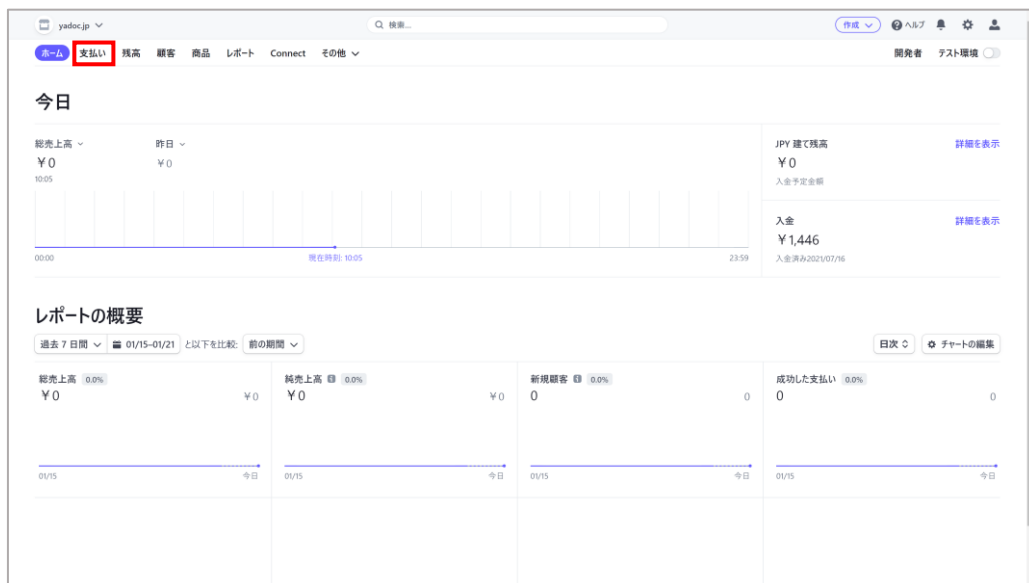 yadoc.jp
検索...
作成
ヘルプ
ホーム 支払い 残高 顧客 商品 レポート Connect その他
開発者 テスト環境
今日
総売上高 昨日
¥0 ¥0
10:05
00:00 現在時刻: 10:05 23:59
JPY 建て残高 詳細を表示
¥0
入金予定金額
入金 詳細を表示
¥1,446
入金済み2021/07/16
レポートの概要
過去 7 日間 01/15–01/21 と以下を比較: 前の期間 日次 チャートの編集
総売上高 0.0%
¥0 ¥0
01/15 今日
純売上高 0.0%
¥0 ¥0
01/15 今日
新規顧客 0.0%
0 0
01/15 今日
成功した支払い 0.0%
0 0
01/15 今日